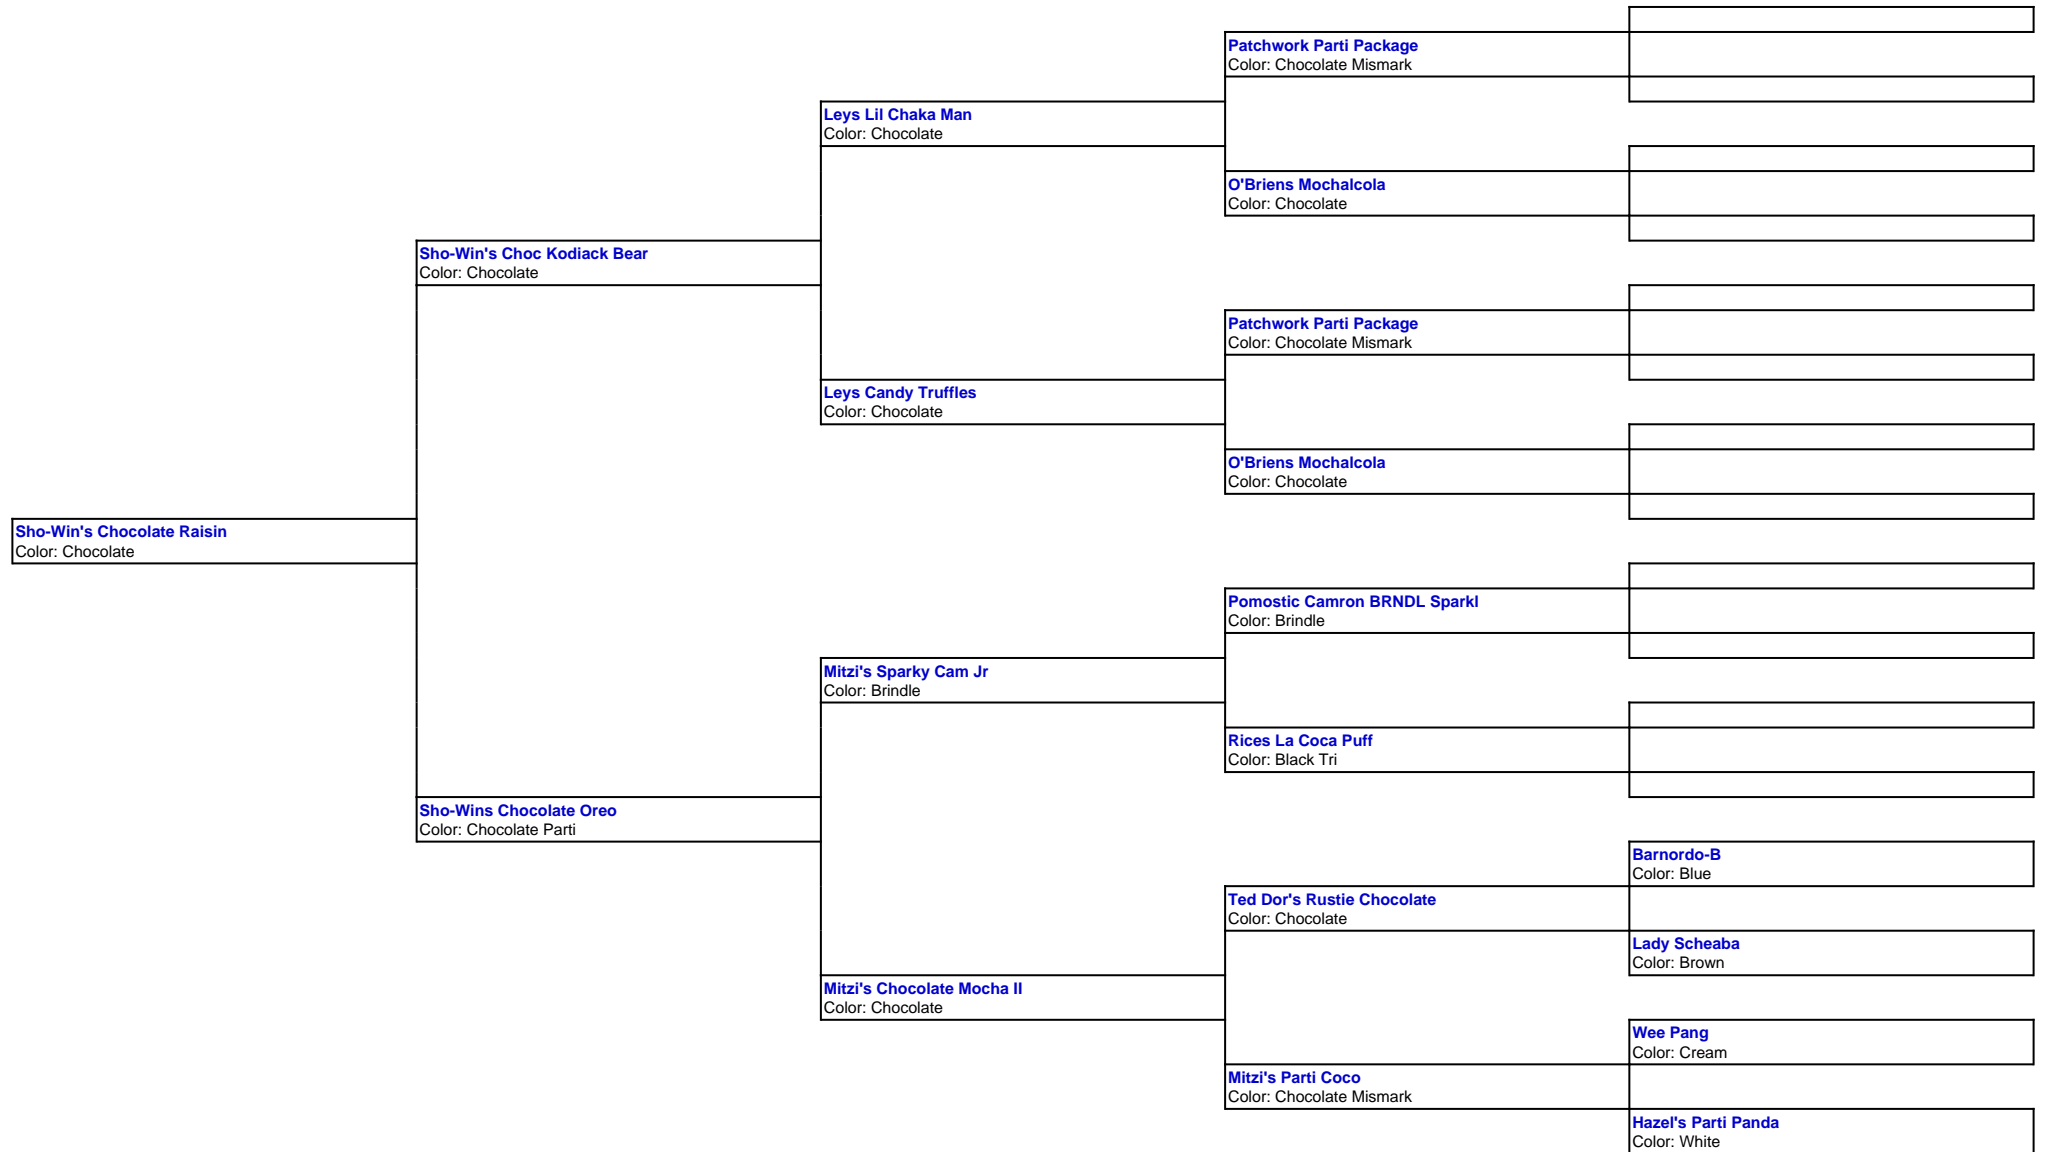 Patchwork Parti Package
Color: Chocolate Mismark
Leys Lil Chaka Man
Color: Chocolate
O'Briens Mochalcola
Color: Chocolate
Sho-Win's Choc Kodiack Bear
Color: Chocolate
Patchwork Parti Package
Color: Chocolate Mismark
Leys Candy Truffles
Color: Chocolate
O'Briens Mochalcola
Color: Chocolate
Sho-Win's Chocolate Raisin
Color: Chocolate
Pomostic Camron BRNDL Sparkl
Color: Brindle
Mitzi's Sparky Cam Jr
Color: Brindle
Rices La Coca Puff
Color: Black Tri
Sho-Wins Chocolate Oreo
Color: Chocolate Parti
Barnordo-B
Color: Blue
Ted Dor's Rustie Chocolate
Color: Chocolate
Lady Scheaba
Color: Brown
Mitzi's Chocolate Mocha II
Color: Chocolate
Wee Pang
Color: Cream
Mitzi's Parti Coco
Color: Chocolate Mismark
Hazel's Parti Panda
Color: White